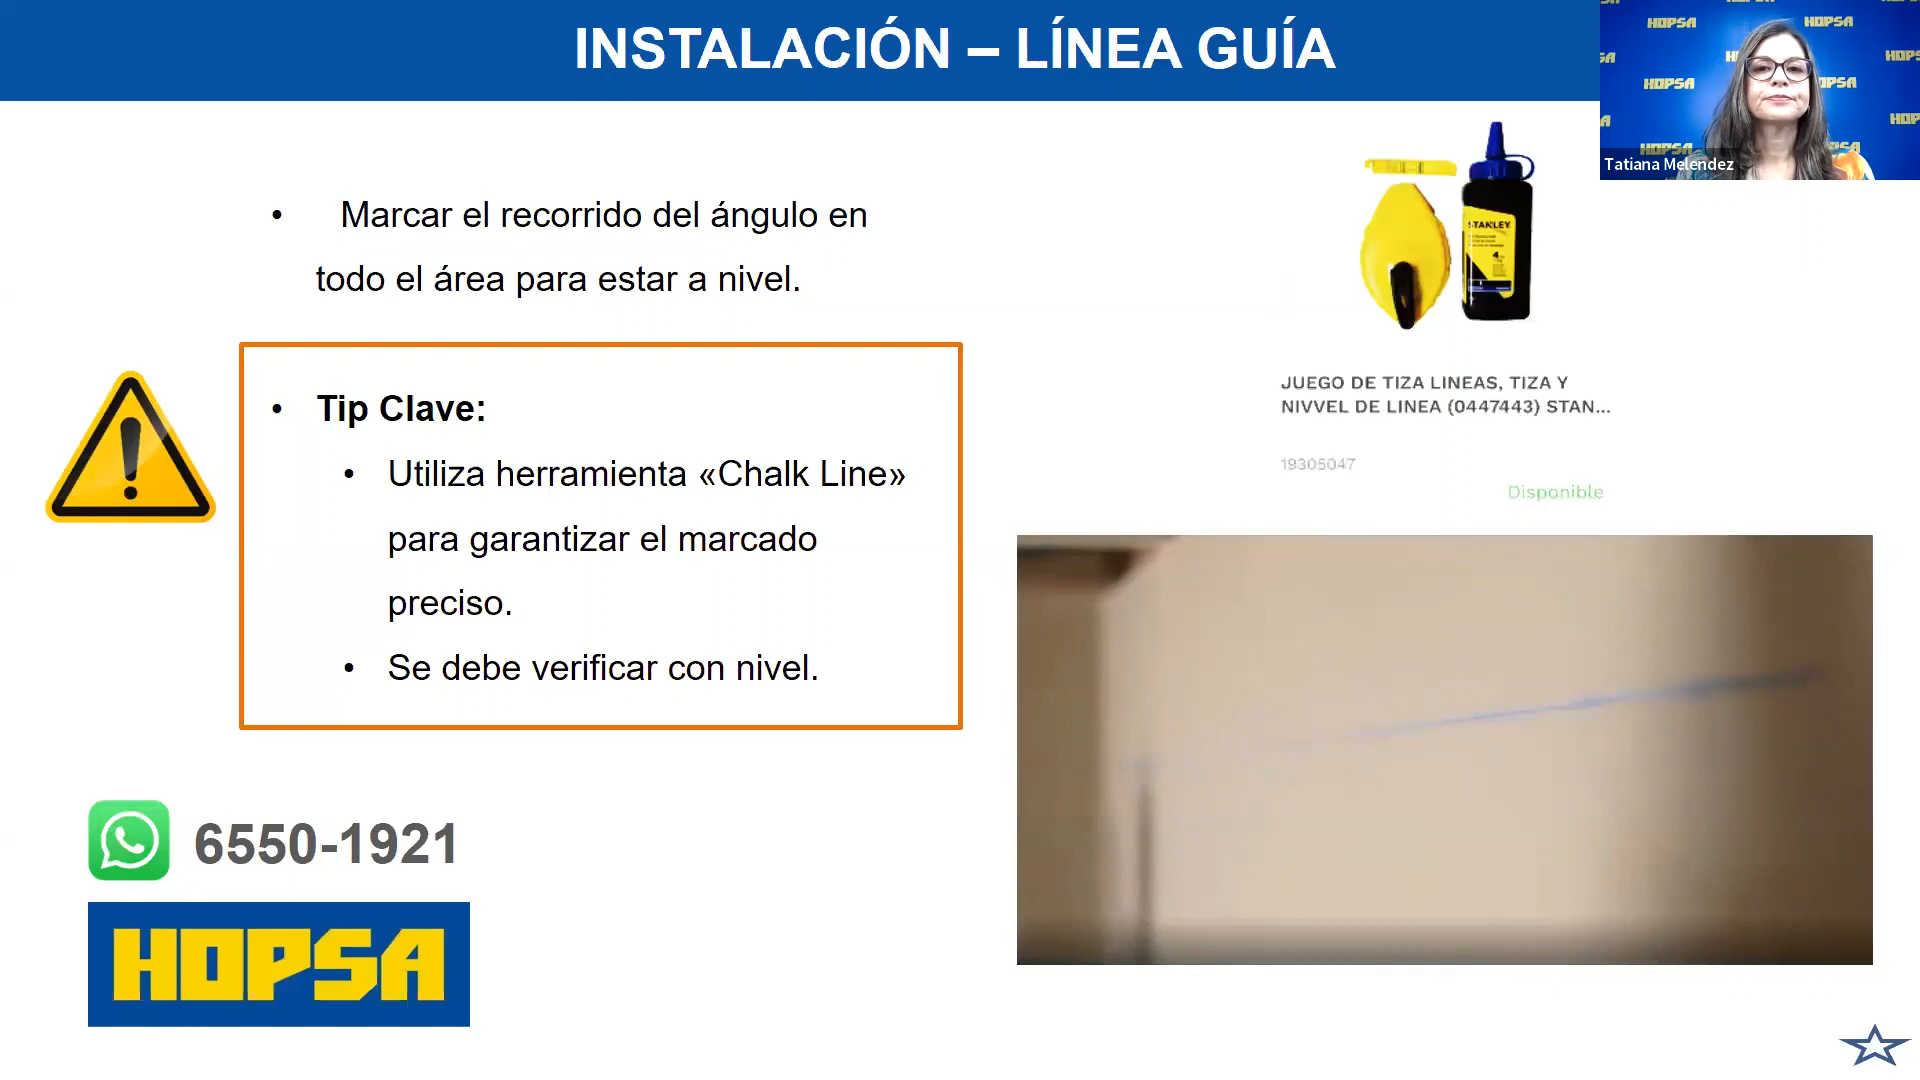 INSTALACIÓN – LÍNEA GUÍA
HOPSA
HOPSA
HOPSA
HOPSA
Tatiana Melendez
• Marcar el recorrido del ángulo en
todo el área para estar a nivel.
STANLEY
• Tip Clave:
• Utiliza herramienta «Chalk Line»
para garantizar el marcado
preciso.
• Se debe verificar con nivel.
JUEGO DE TIZA LINEAS, TIZA Y
NIVVEL DE LINEA (0447443) STAN...
19305047
Disponible
6550-1921
HOPSA